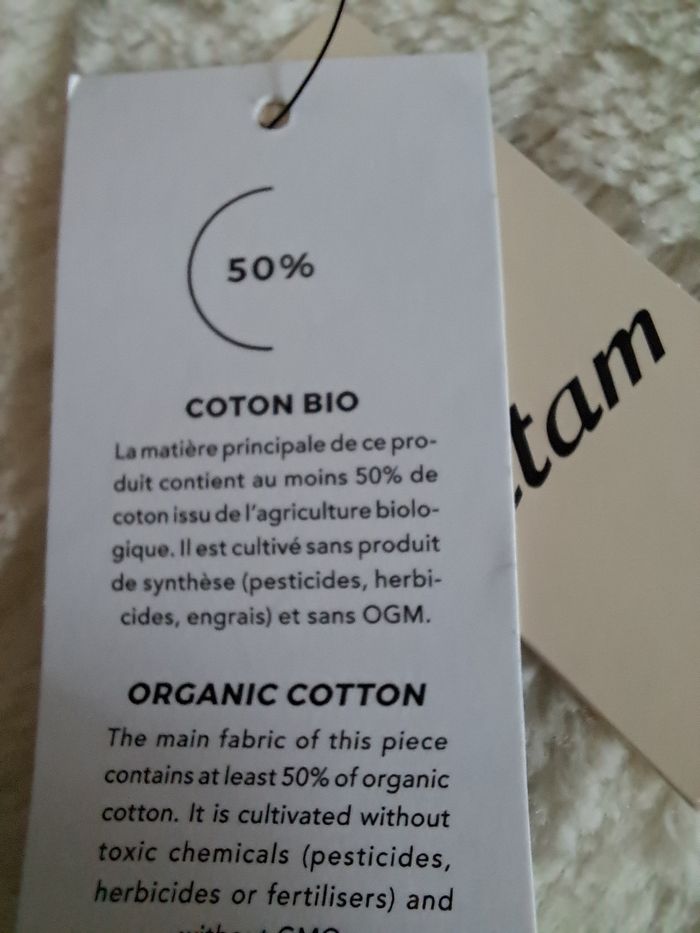 50%
COTON BIO
La matière principale de ce pro-
duit contient au moins 50% de
coton issu de l'agriculture biolo-
gique. Il est cultivé sans produit
de synthèse (pesticides, herbi-
cides, engrais) et sans OGM.
ORGANIC COTTON
The main fabric of this piece
contains at least 50% of organic
cotton. It is cultivated without
toxic chemicals (pesticides,
herbicides or fertilisers) and
without GMO
tam